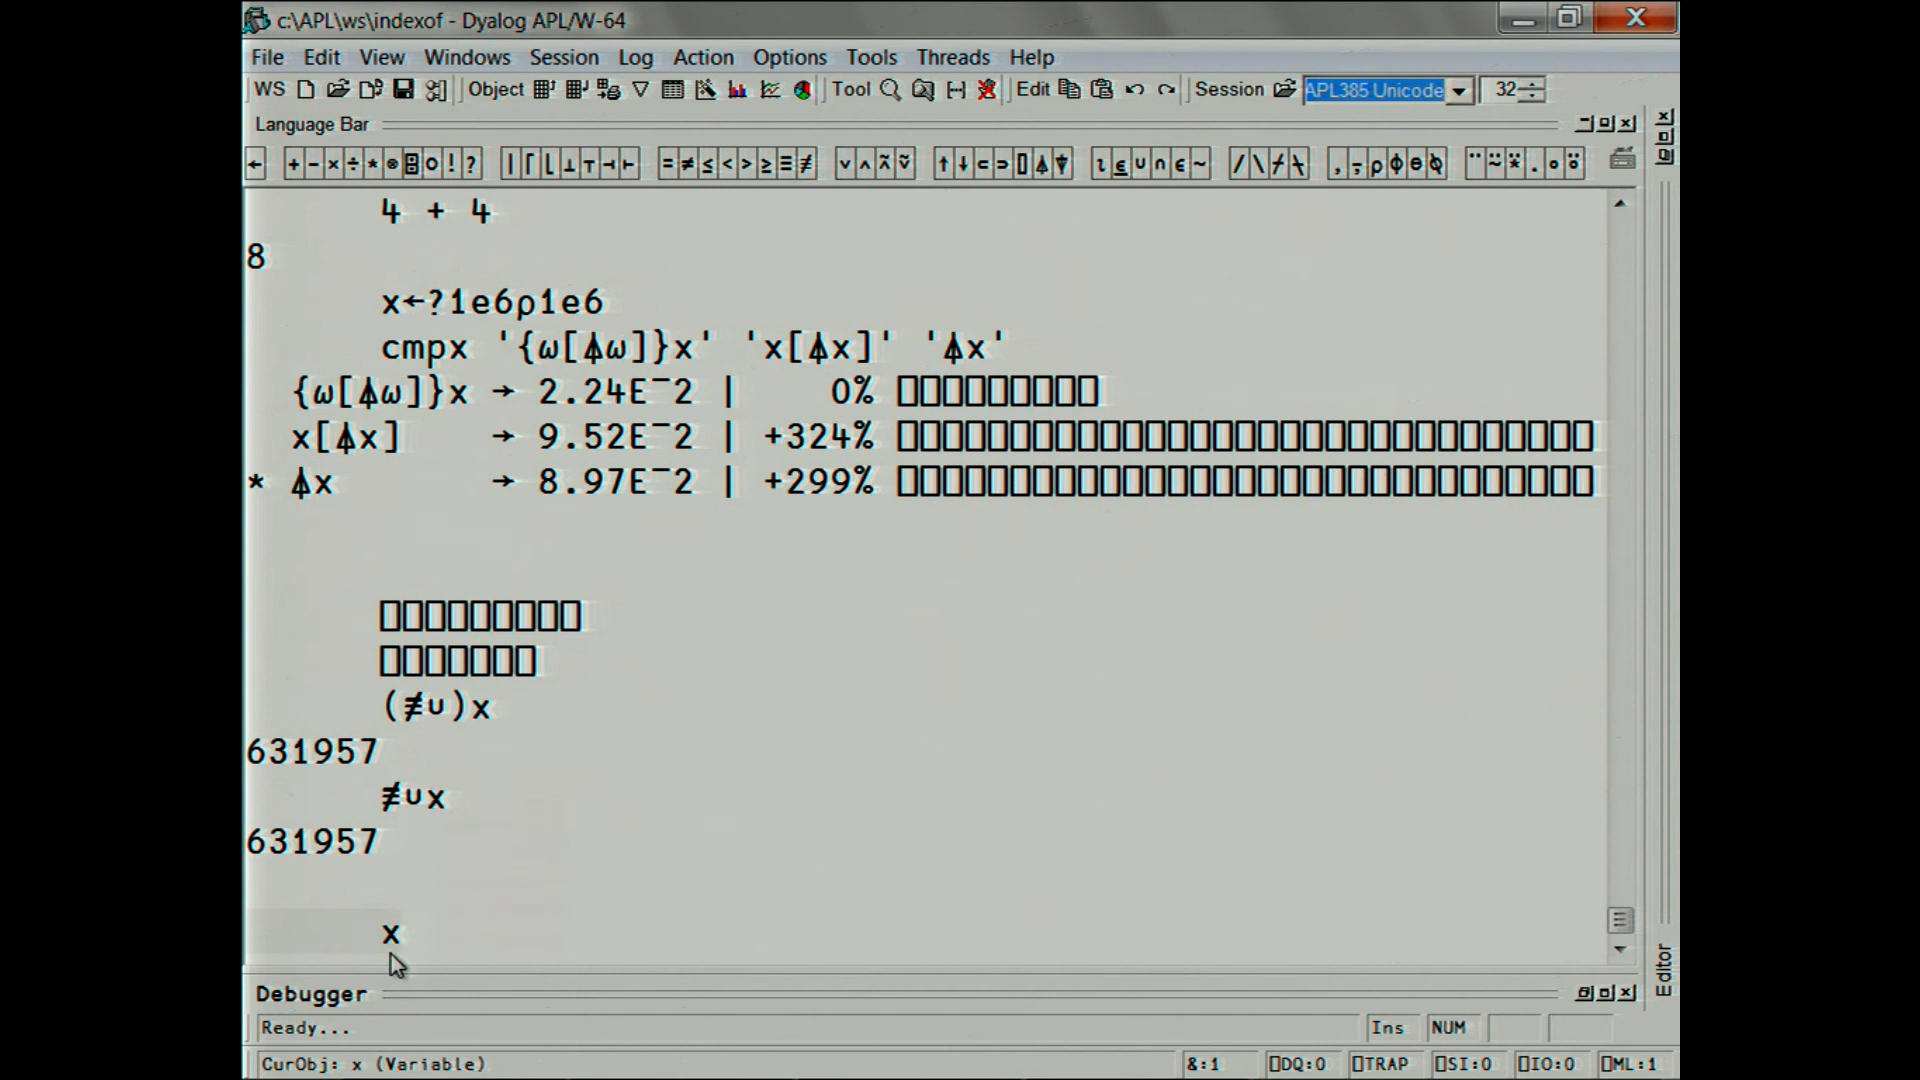 c:\APL\ws\indexof - Dyalog APL/W-64
File Edit View Windows Session Log Action Options Tools Threads Help
WS Object Tool Edit Session APL385 Unicode 32
Language Bar
← +-×÷*⍟⌹○!? |⌈⌊⊥⊤⊣⊢ =≠≤<>≥≡≢ ∨∧⍲⍱ ↑↓⊂⊃⌷⍋⍒ ⍳⍷∪∩∊~ /\⌿⍀ ,⍪⍴⌽⊖⍉ ¨⍨⍣.∘⍤
4 + 4
8
x←?1e6⍴1e6
cmpx '{⍵[⍋⍵]}x' 'x[⍋x]' '⍋x'
{⍵[⍋⍵]}x → 2.24E¯2 | 0% ⎕⎕⎕⎕⎕⎕⎕⎕⎕
x[⍋x] → 9.52E¯2 | +324% ⎕⎕⎕⎕⎕⎕⎕⎕⎕⎕⎕⎕⎕⎕⎕⎕⎕⎕⎕⎕⎕⎕⎕⎕⎕⎕⎕⎕⎕⎕⎕
* ⍋x → 8.97E¯2 | +299% ⎕⎕⎕⎕⎕⎕⎕⎕⎕⎕⎕⎕⎕⎕⎕⎕⎕⎕⎕⎕⎕⎕⎕⎕⎕⎕⎕⎕⎕⎕⎕
⎕⎕⎕⎕⎕⎕⎕⎕⎕
⎕⎕⎕⎕⎕⎕⎕
(≢∪)x
631957
≢∪x
631957
x
Editor
Debugger
Ready...
Ins NUM
CurObj: x (Variable)
&:1 ⎕DQ:0 ⎕TRAP ⎕SI:0 ⎕IO:0 ⎕ML:1